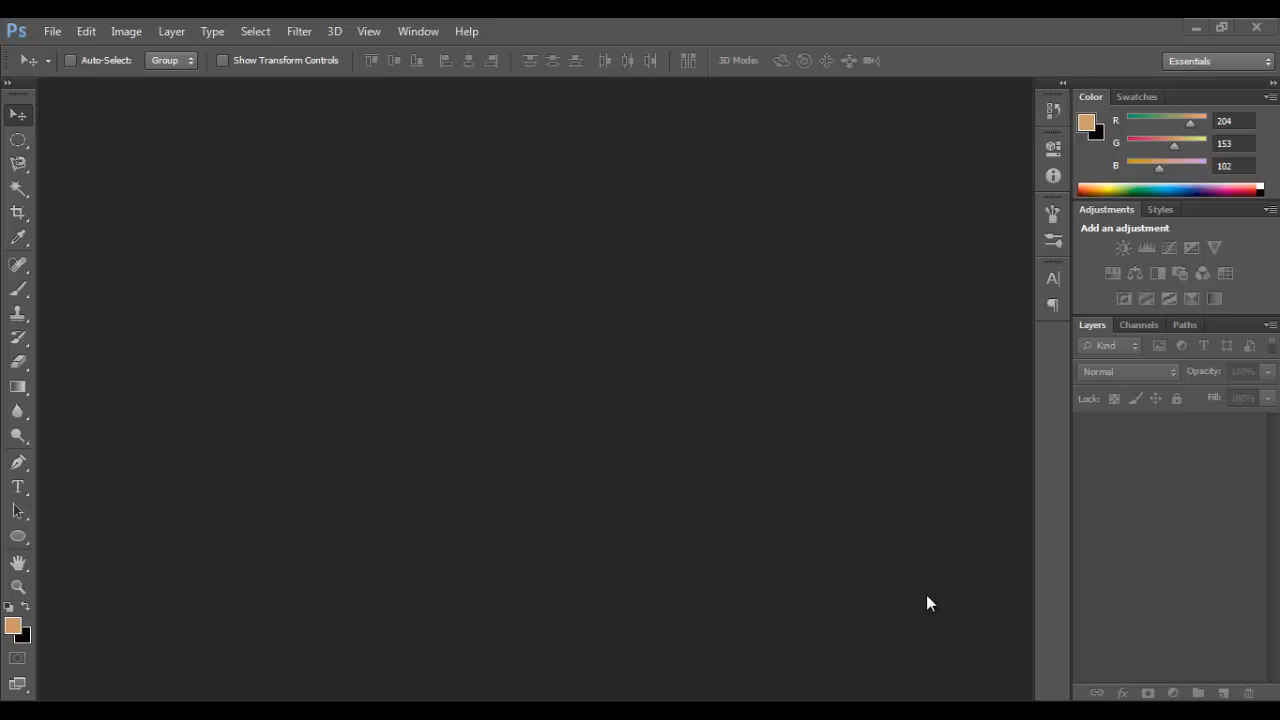 Ps File Edit Image Layer Type Select Filter 3D View Window Help
Auto-Select: Group Show Transform Controls 3D Mode: Essentials
Color Swatches
R 204
G 153
B 102
Adjustments Styles
Add an adjustment
Layers Channels Paths
Kind
Normal Opacity: 100%
Lock: Fill: 100%